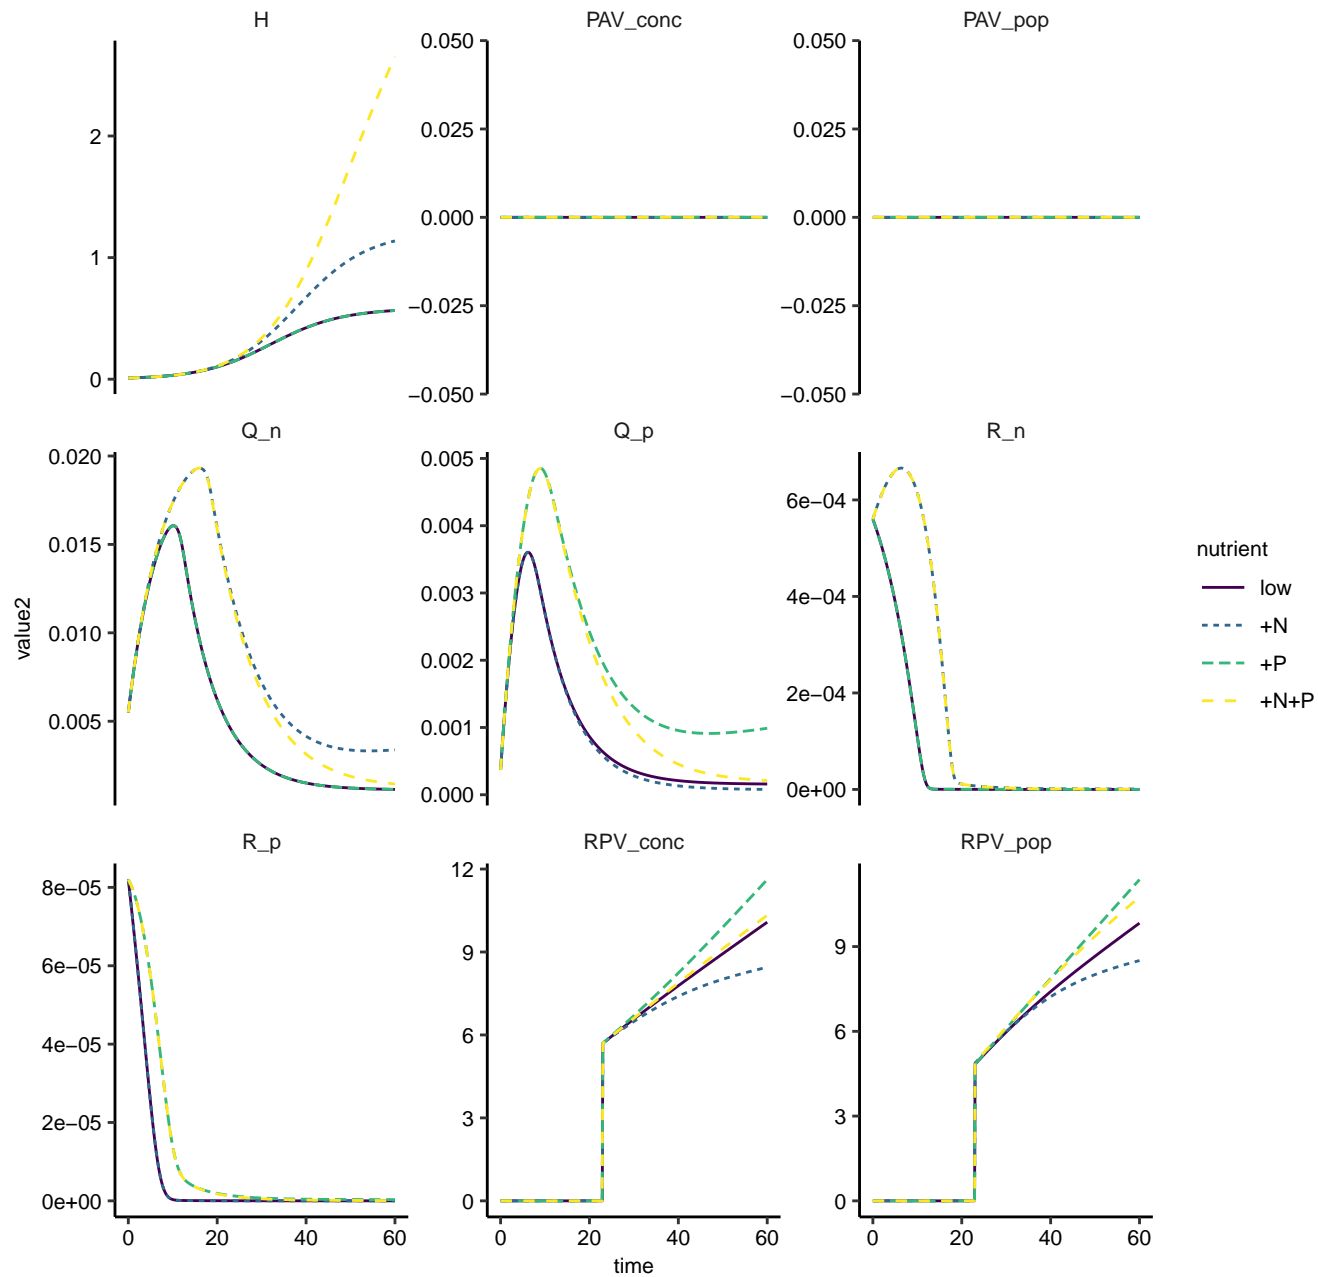 H
PAV_conc
PAV_pop
2
1
0
0.050
0.025
0.000
−0.025
−0.050
0.050
0.025
0.000
−0.025
−0.050
Q_n
Q_p
R_n
0.020
0.015
0.010
0.005
0.005
0.004
0.003
0.002
0.001
0.000
6e−04
4e−04
2e−04
0e+00
R_p
RPV_conc
RPV_pop
8e−05
6e−05
4e−05
2e−05
0e+00
12
9
6
3
0
9
6
3
0
0 20 40 60
0 20 40 60
0 20 40 60
time
value2
nutrient
low
+N
+P
+N+P